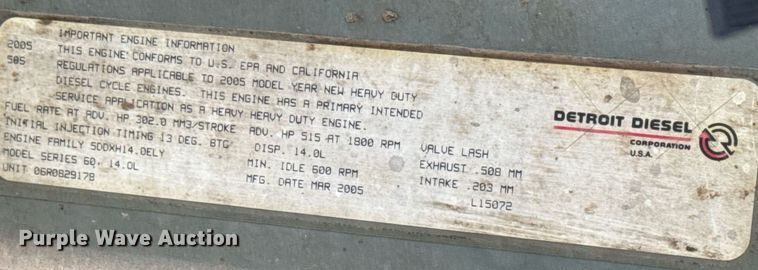 IMPORTANT ENGINE INFORMATION
2005 THIS ENGINE CONFORMS TO U.S. EPA AND CALIFORNIA
50S REGULATIONS APPLICABLE TO 2005 MODEL YEAR NEW HEAVY DUTY
DIESEL CYCLE ENGINES. THIS ENGINE HAS A PRIMARY INTENDED
SERVICE APPLICATION AS A HEAVY HEAVY DUTY ENGINE.
FUEL RATE AT ADV. HP 302.0 MM3/STROKE ADV. HP 515 AT 1800 RPM
INITIAL INJECTION TIMING 13 DEG. BTC DISP. 14.0L VALVE LASH
ENGINE FAMILY 5DDXH14.0ELY MIN. IDLE 600 RPM EXHAUST .508 MM
MODEL SERIES 60, 14.0L MFG. DATE MAR 2005 INTAKE .203 MM
UNIT 06R0829178 L15072
DETROIT DIESEL
CORPORATION
U.S.A.
Purple Wave Auction